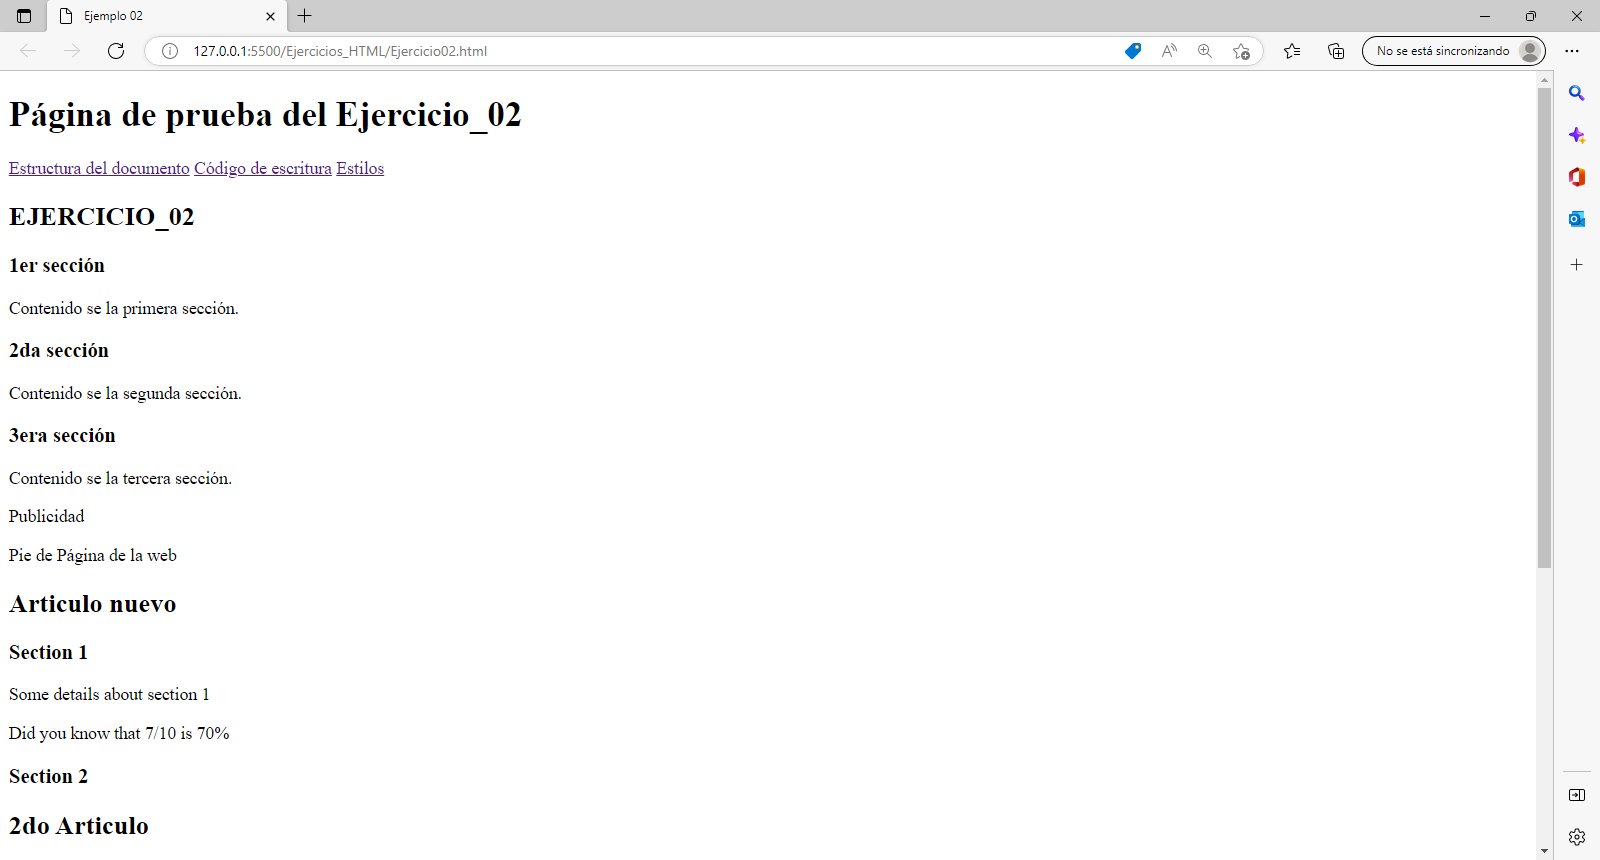 Ejemplo 02
127.0.0.1:5500/Ejercicios_HTML/Ejercicio02.html
No se está sincronizando
Página de prueba del Ejercicio_02
Estructura del documento Código de escritura Estilos
EJERCICIO_02
1er sección
Contenido se la primera sección.
2da sección
Contenido se la segunda sección.
3era sección
Contenido se la tercera sección.
Publicidad
Pie de Página de la web
Articulo nuevo
Section 1
Some details about section 1
Did you know that 7/10 is 70%
Section 2
2do Articulo